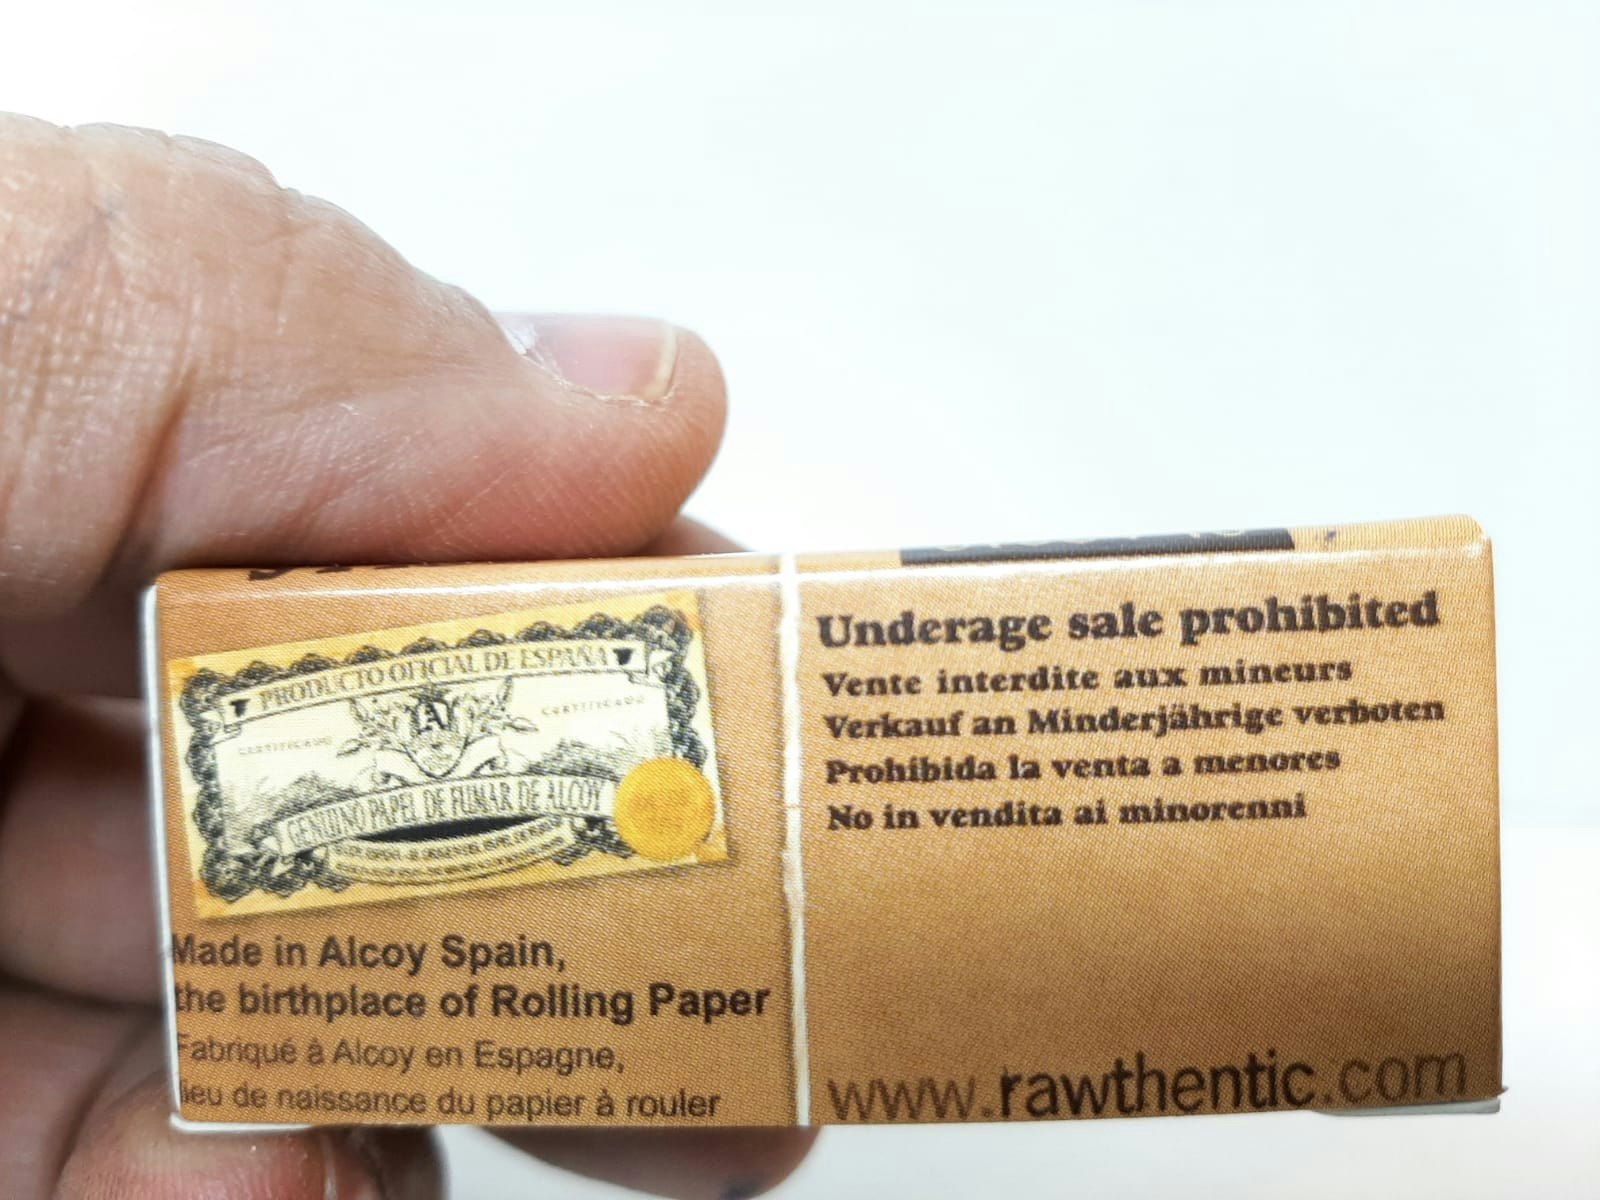 PRODUCTO OFICIAL DE ESPAÑA
CERTIFICADO
CERTIFICADO
A
GENUINO PAPEL DE FUMAR DE ALCOY
Made in Alcoy Spain,
the birthplace of Rolling Paper
Fabriqué à Alcoy en Espagne,
lieu de naissance du papier à rouler
Underage sale prohibited
Vente interdite aux mineurs
Verkauf an Minderjährige verboten
Prohibida la venta a menores
No in vendita ai minorenni
www.rawthentic.com